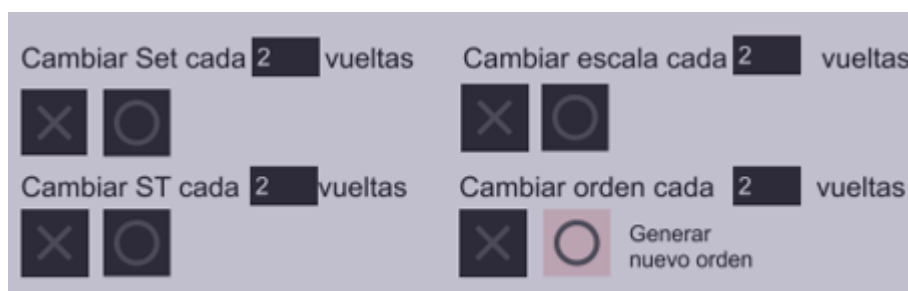 Cambiar Set cada 2 vueltas
Cambiar escala cada 2 vueltas
Cambiar ST cada 2 vueltas
Cambiar orden cada 2 vueltas
Generar
nuevo orden